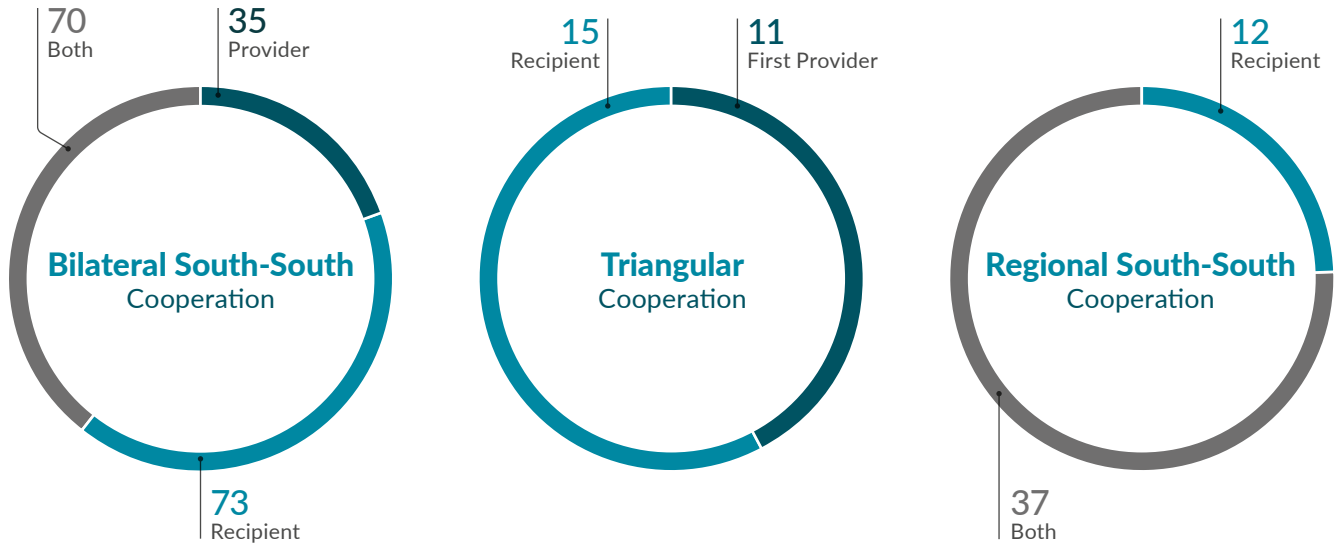 70
Both
35
Provider
Bilateral South-South
Cooperation
73
Recipient
15
Recipient
11
First Provider
Triangular
Cooperation
12
Recipient
Regional South-South
Cooperation
37
Both